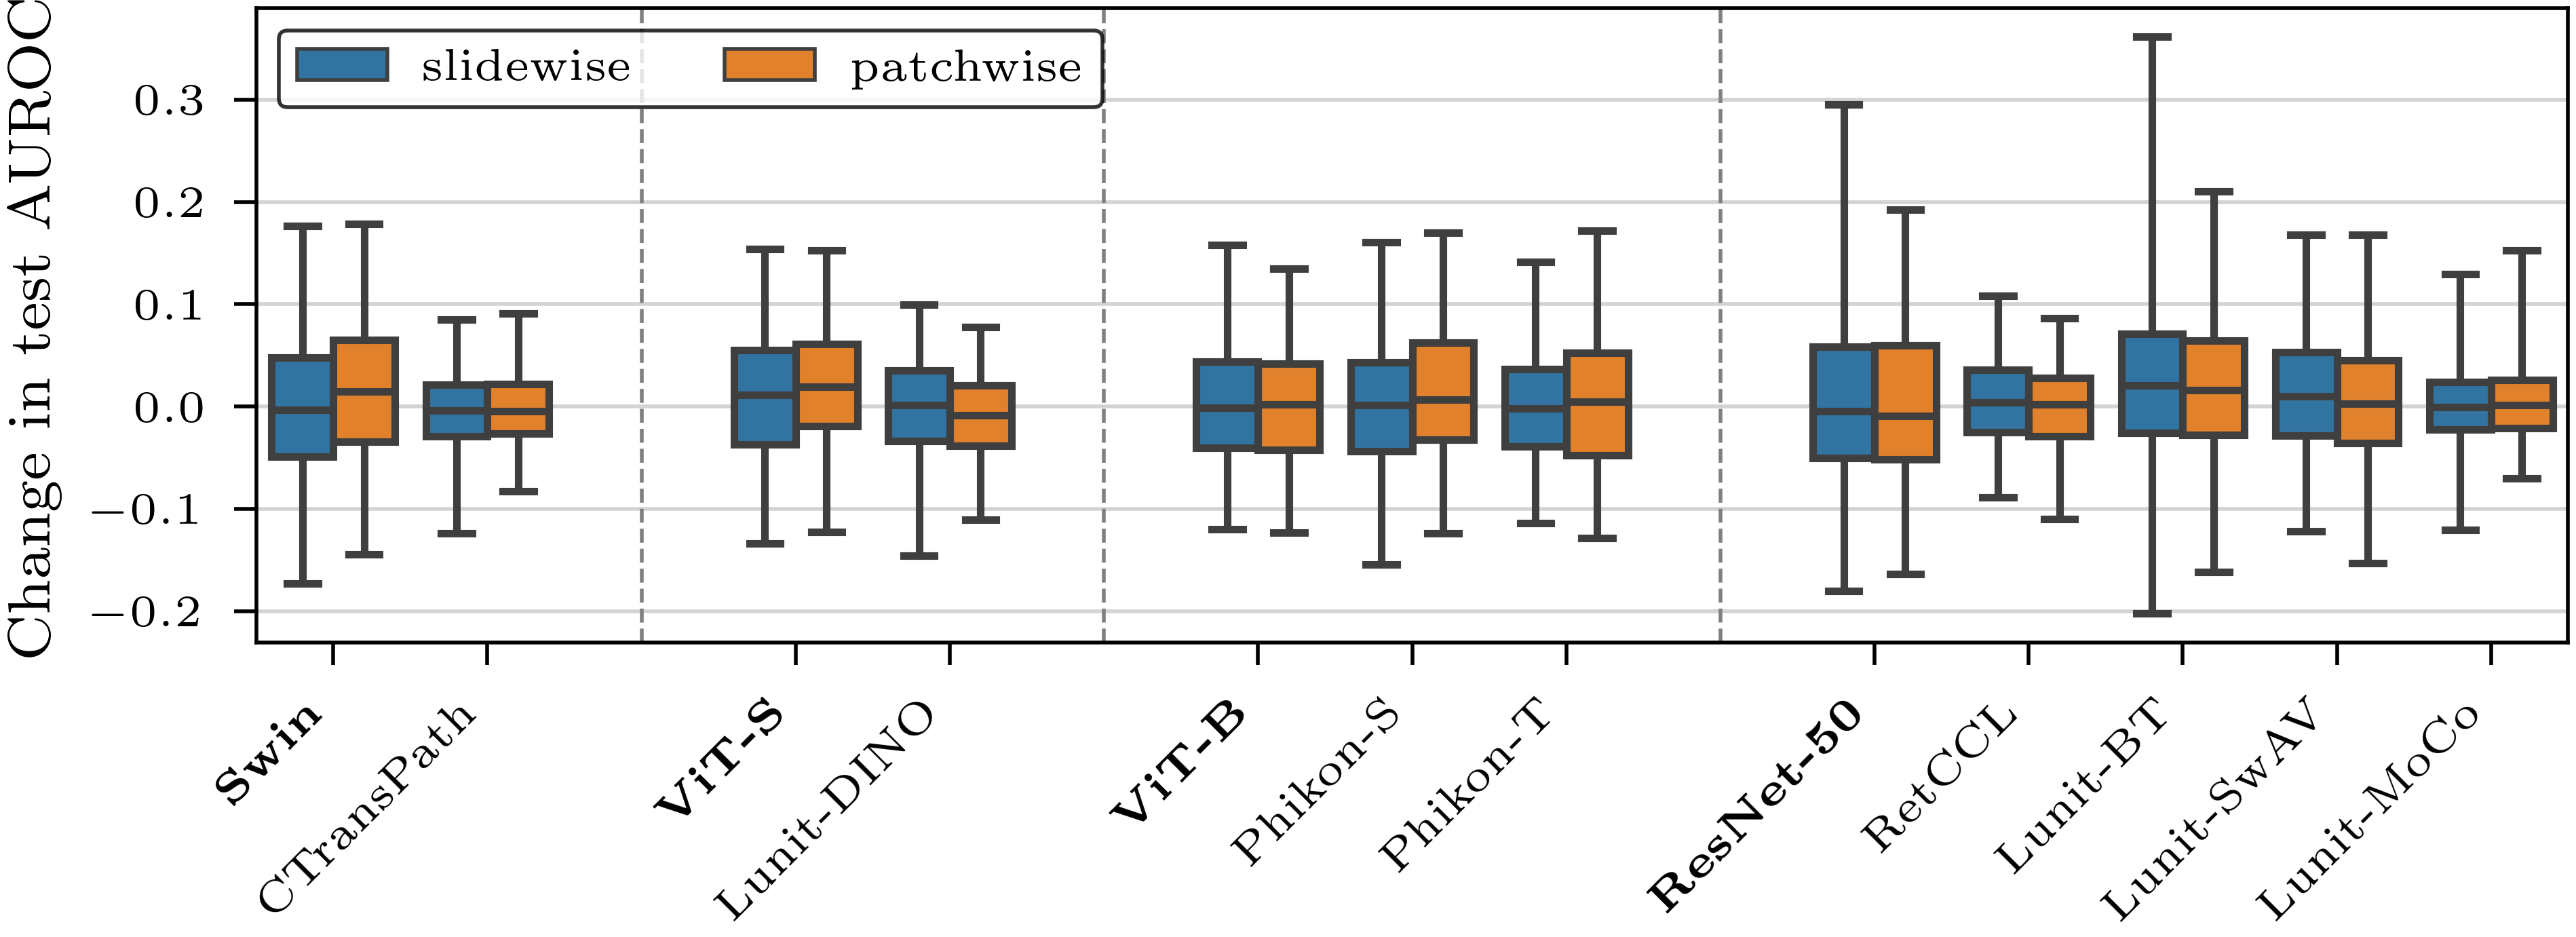 Change in test AUROC
slidewise
patchwise
0.3
0.2
0.1
0.0
−0.1
−0.2
Swin
CTransPath
ViT-S
Lunit-DINO
ViT-B
Phikon-S
Phikon-T
ResNet-50
RetCCL
Lunit-BT
Lunit-SwAV
Lunit-MoCo